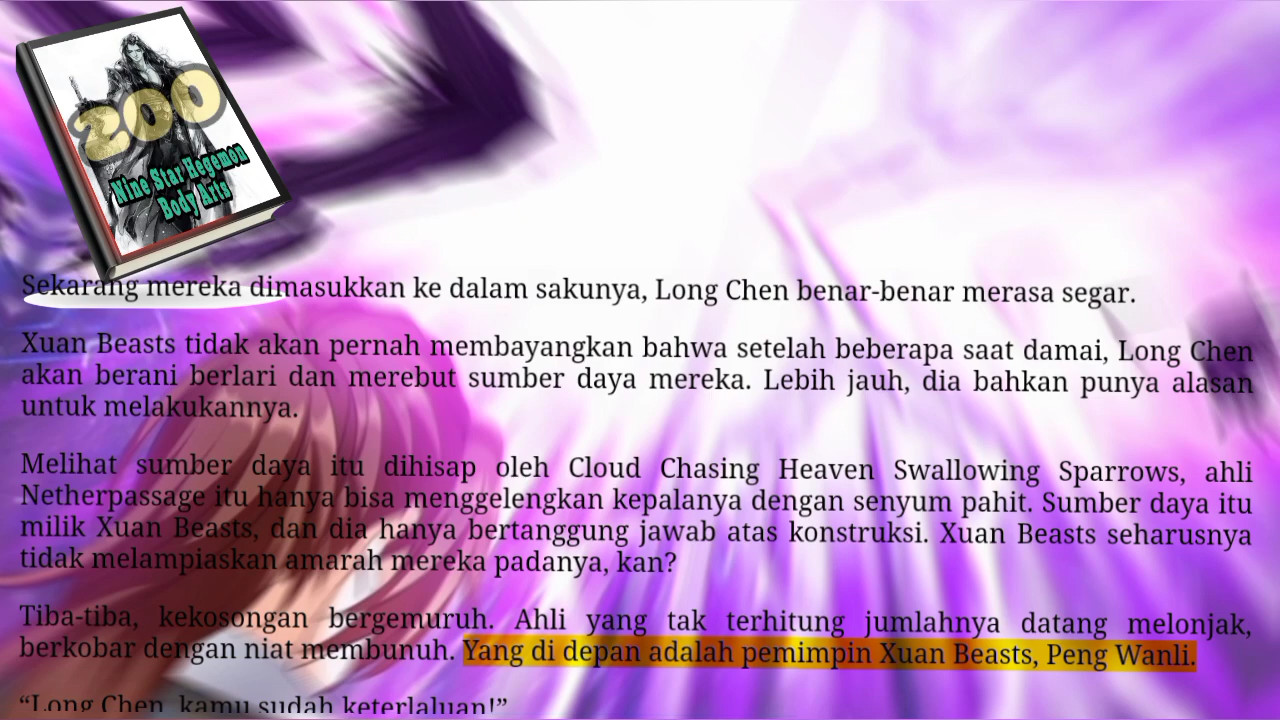 200
Nine Star Hegemon
Body Arts
Sekarang mereka dimasukkan ke dalam sakunya, Long Chen benar-benar merasa segar.
Xuan Beasts tidak akan pernah membayangkan bahwa setelah beberapa saat damai, Long Chen
akan berani berlari dan merebut sumber daya mereka. Lebih jauh, dia bahkan punya alasan
untuk melakukannya.
Melihat sumber daya itu dihisap oleh Cloud Chasing Heaven Swallowing Sparrows, ahli
Netherpassage itu hanya bisa menggelengkan kepalanya dengan senyum pahit. Sumber daya itu
milik Xuan Beasts, dan dia hanya bertanggung jawab atas konstruksi. Xuan Beasts seharusnya
tidak melampiaskan amarah mereka padanya, kan?
Tiba-tiba, kekosongan bergemuruh. Ahli yang tak terhitung jumlahnya datang melonjak,
berkobar dengan niat membunuh. Yang di depan adalah pemimpin Xuan Beasts, Peng Wanli.
“Long Chen, kamu sudah keterlaluan!”